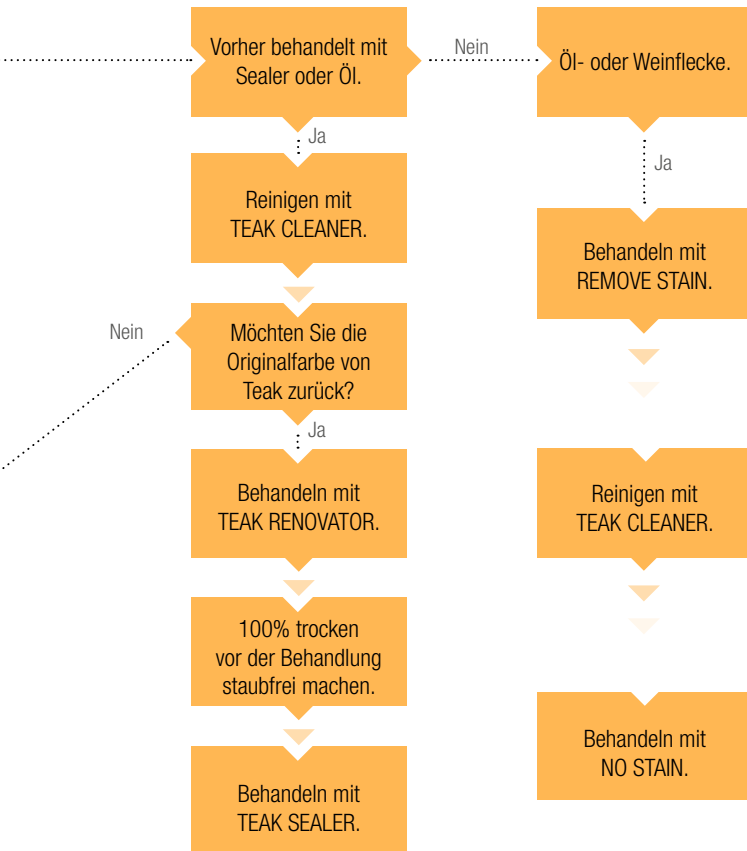 Vorher behandelt mit
Sealer oder Öl.
Nein
Öl- oder Weinflecke.
Ja
Ja
Reinigen mit
TEAK CLEANER.
Behandeln mit
REMOVE STAIN.
Nein
Möchten Sie die
Originalfarbe von
Teak zurück?
Ja
Behandeln mit
TEAK RENOVATOR.
Reinigen mit
TEAK CLEANER.
100% trocken
vor der Behandlung
staubfrei machen.
Behandeln mit
NO STAIN.
Behandeln mit
TEAK SEALER.